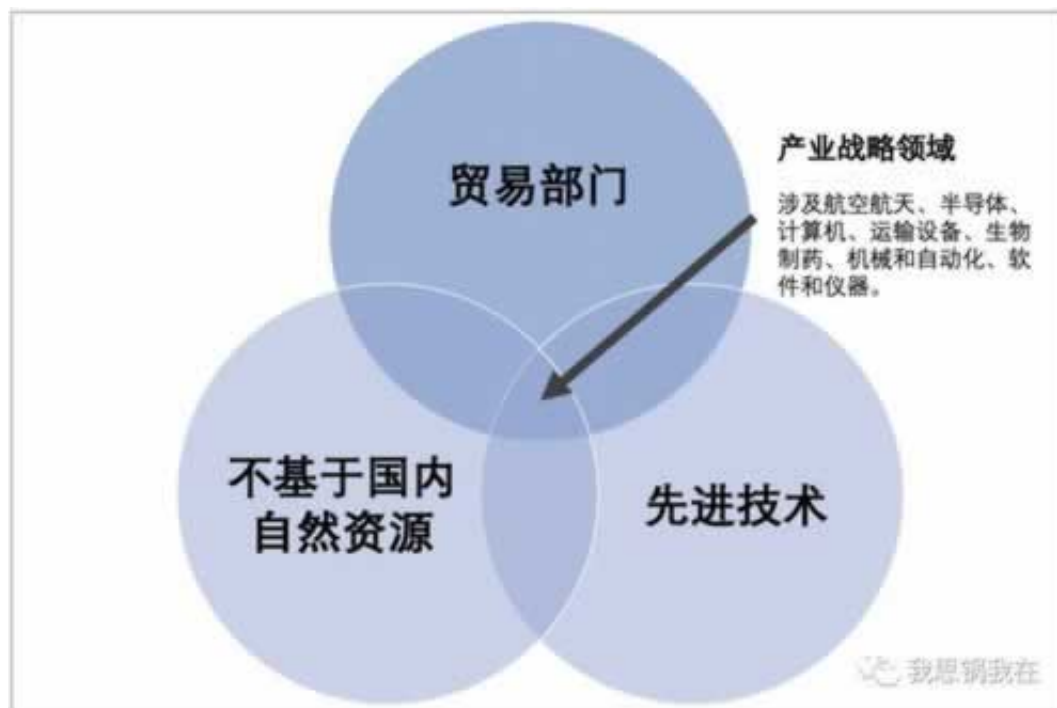 贸易部门
产业战略领域
涉及航空航天、半导体、
计算机、运输设备、生物
制药、机械和自动化、软
件和仪器。
不基于国内
自然资源
先进技术
我思锅我在